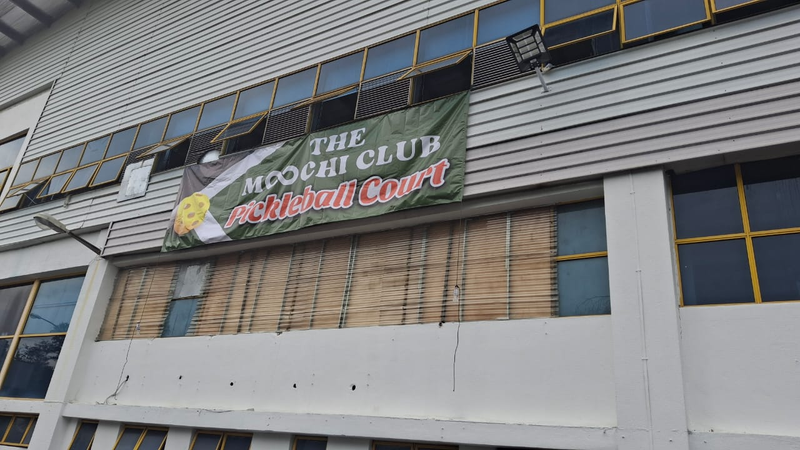 THE
MOOCHI CLUB
Pickleball Court